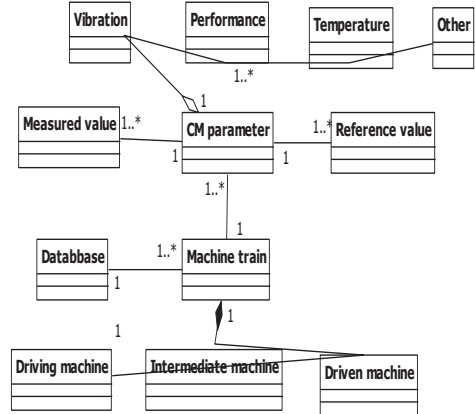 Vibration
Performance
Temperature
Other
1..*
1
Measured value
1..*
CM parameter
1..*
Reference value
1
1
1..*
1
Databbase
1..*
Machine train
1
1
1
Driving machine
Intermediate machine
Driven machine